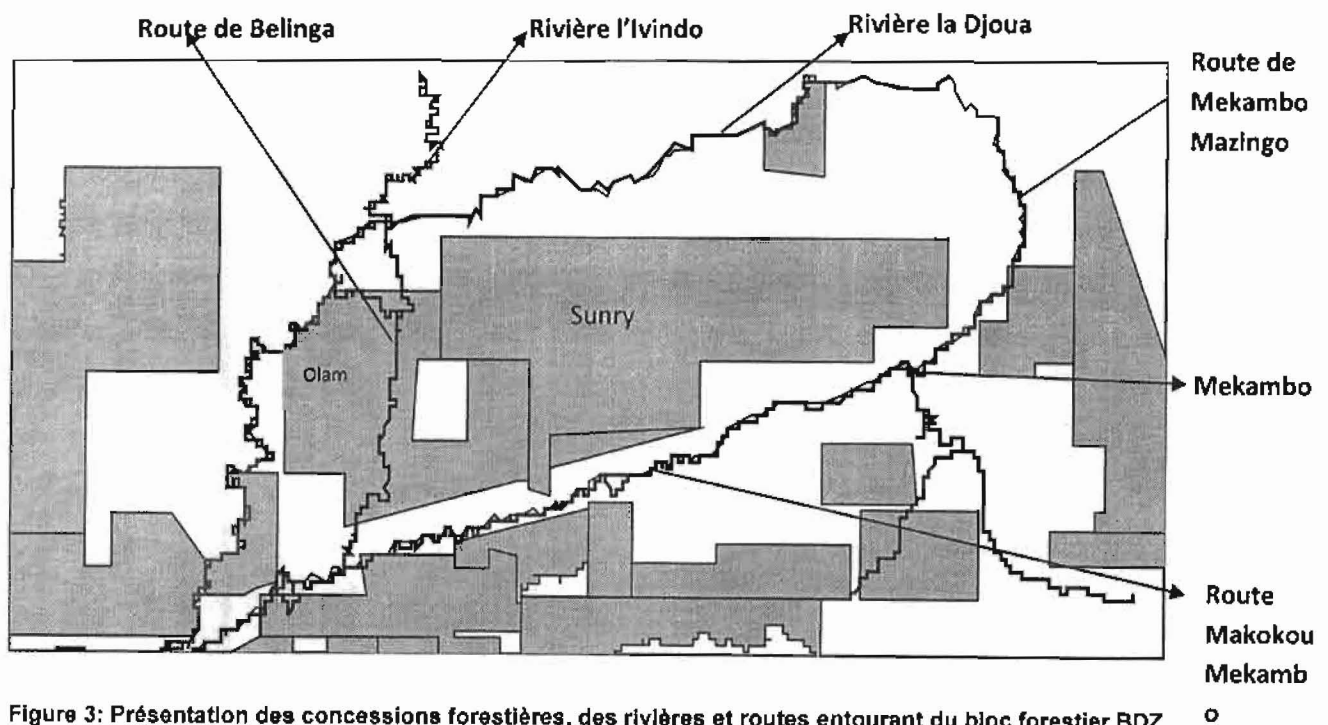 Route de Belinga
Rivière l'Ivindo
Rivière la Djoua
Route de
Mekambo
Mazingo
Sunry
Olam
Mekambo
Route
Makokou
Mekamb
o
Figure 3: Présentation des concessions forestières, des rivières et routes entourant du bloc forestier BDZ